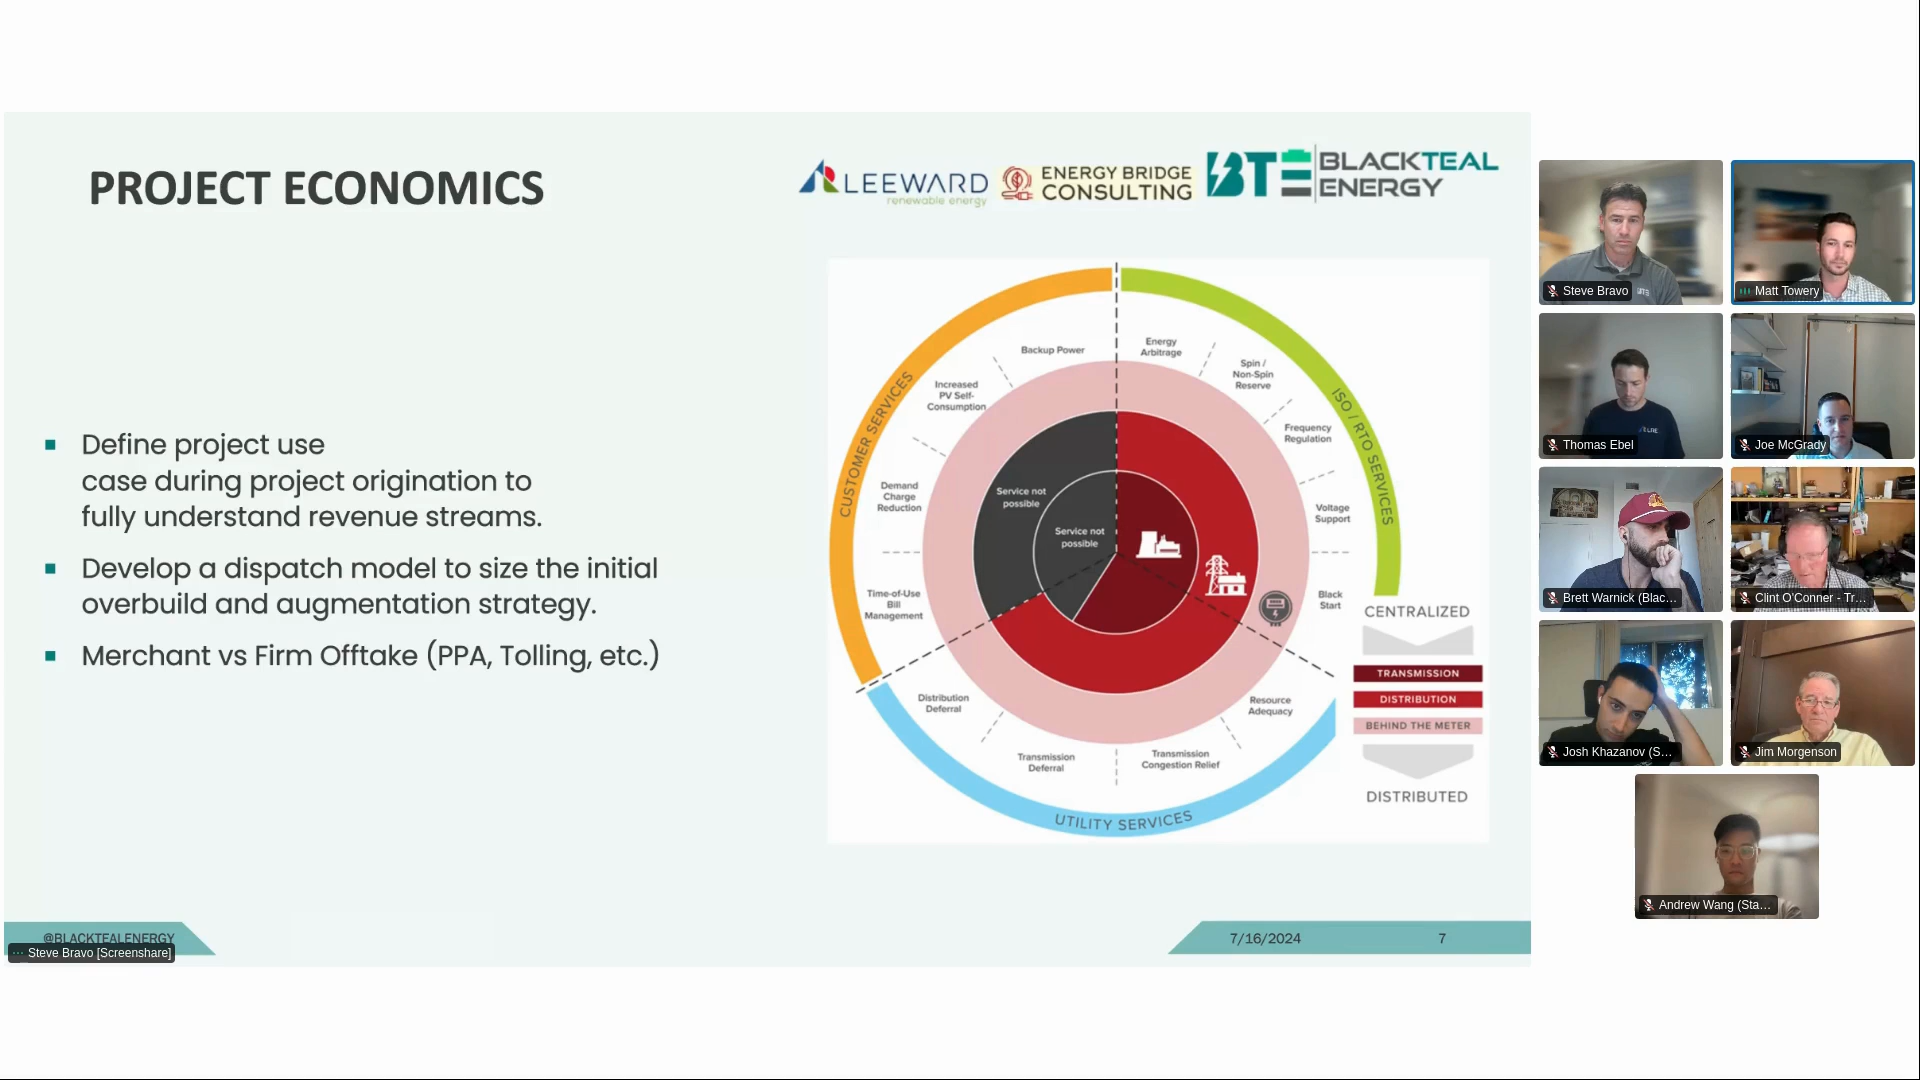 PROJECT ECONOMICS
LEEWARD
renewable energy
ENERGY BRIDGE
CONSULTING
BTE
BLACKTEAL
ENERGY
Define project use
case during project origination to
fully understand revenue streams.
Develop a dispatch model to size the initial
overbuild and augmentation strategy.
Merchant vs Firm Offtake (PPA, Tolling, etc.)
CUSTOMER SERVICES
ISO / RTO SERVICES
UTILITY SERVICES
Backup Power
Increased
PV Self-
Consumption
Demand
Charge
Reduction
Time-of-Use
Bill
Management
Energy
Arbitrage
Spin /
Non-Spin
Reserve
Frequency
Regulation
Voltage
Support
Black
Start
Resource
Adequacy
Transmission
Congestion Relief
Transmission
Deferral
Distribution
Deferral
Service not
possible
Service not
possible
CENTRALIZED
TRANSMISSION
DISTRIBUTION
BEHIND THE METER
DISTRIBUTED
@BLACKTEALENERGY
7/16/2024
7
Steve Bravo [Screenshare]
Steve Bravo
Matt Towery
Thomas Ebel
Joe McGrady
Brett Warnick (Blac...
Clint O'Conner - Tr...
Josh Khazanov (S...
Jim Morgenson
Andrew Wang (Sta...